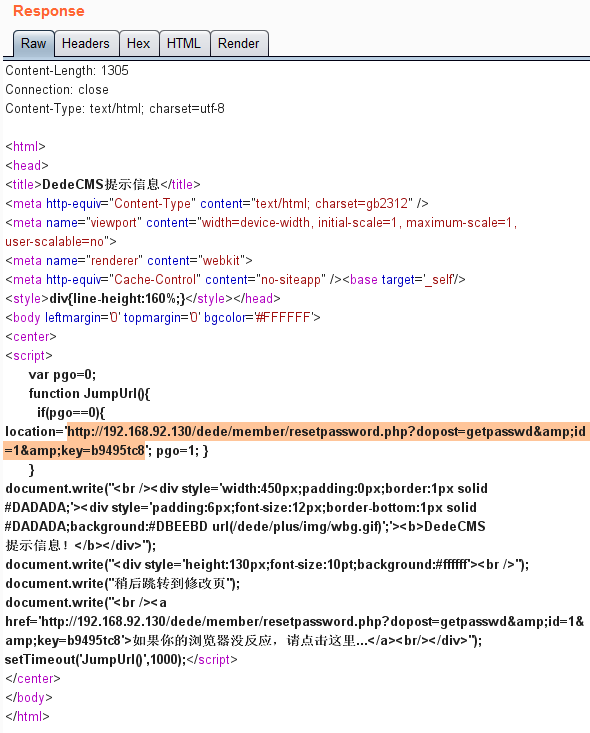 Response
Raw Headers Hex HTML Render
Content-Length: 1305
Connection: close
Content-Type: text/html; charset=utf-8
<html>
<head>
<title>DedeCMS提示信息</title>
<meta http-equiv="Content-Type" content="text/html; charset=gb2312" />
<meta name="viewport" content="width=device-width, initial-scale=1, maximum-scale=1,
user-scalable=no">
<meta name="renderer" content="webkit">
<meta http-equiv="Cache-Control" content="no-siteapp" /><base target='_self'/>
<style>div{line-height:160%;}</style></head>
<body leftmargin='0' topmargin='0' bgcolor='#FFFFFF'>
<center>
<script>
var pgo=0;
function JumpUrl(){
if(pgo==0){
location='http://192.168.92.130/dede/member/resetpassword.php?dopost=getpasswd&amp;id
=1&amp;key=b9495tc8'; pgo=1; }
}
document.write("<br /><div style='width:450px;padding:0px;border:1px solid
#DADADA;'><div style='padding:6px;font-size:12px;border-bottom:1px solid
#DADADA;background:#DBEEBD url(/dede/plus/img/wbg.gif)';'><b>DedeCMS
提示信息！</b></div>");
document.write("<div style='height:130px;font-size:10pt;background:#ffffff'><br />");
document.write("稍后跳转到修改页");
document.write("<br /><a
href='http://192.168.92.130/dede/member/resetpassword.php?dopost=getpasswd&amp;id=1&
amp;key=b9495tc8'>如果你的浏览器没反应，请点击这里...</a><br/></div>");
setTimeout('JumpUrl()',1000);</script>
</center>
</body>
</html>